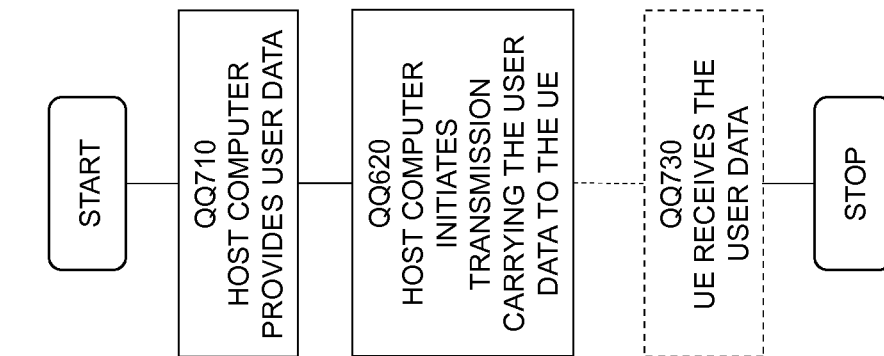 START
QQ710
HOST COMPUTER
PROVIDES USER DATA
QQ620
HOST COMPUTER
INITIATES
TRANSMISSION
CARRYING THE USER
DATA TO THE UE
QQ730
UE RECEIVES THE
USER DATA
STOP